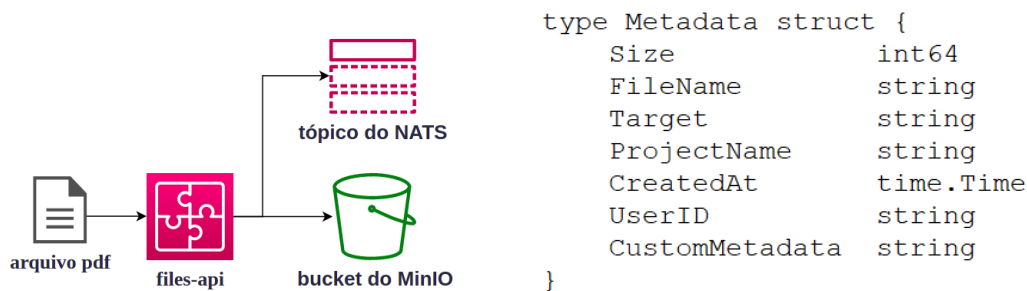 tópico do NATS
arquivo pdf
files-api
bucket do MinIO
type Metadata struct {
    Size            int64
    FileName        string
    Target          string
    ProjectName     string
    CreatedAt       time.Time
    UserID          string
    CustomMetadata  string
}